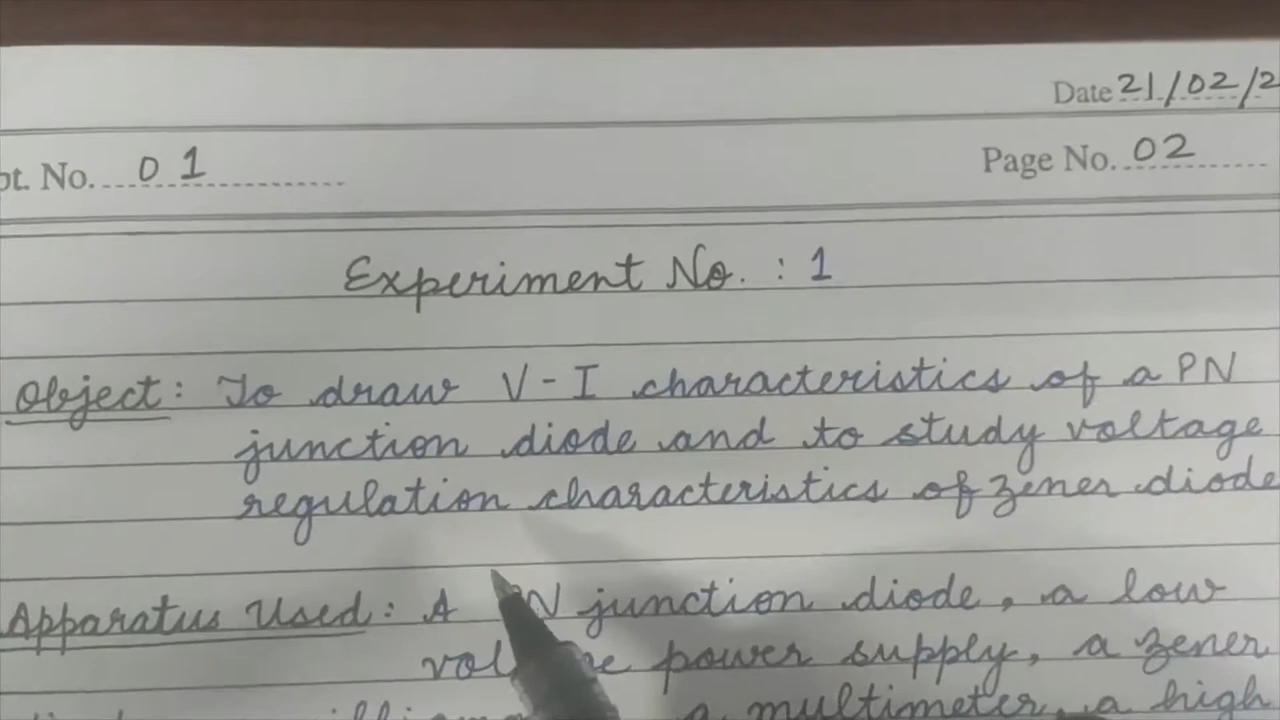 Date 21/02/2
pt. No. 01
Page No. 02
Experiment No. : 1
Object: To draw V-I characteristics of a PN
junction diode and to study voltage
regulation characteristics of zener diode
Apparatus Used: A PN junction diode, a low
power supply, a zener
a multimeter, a high